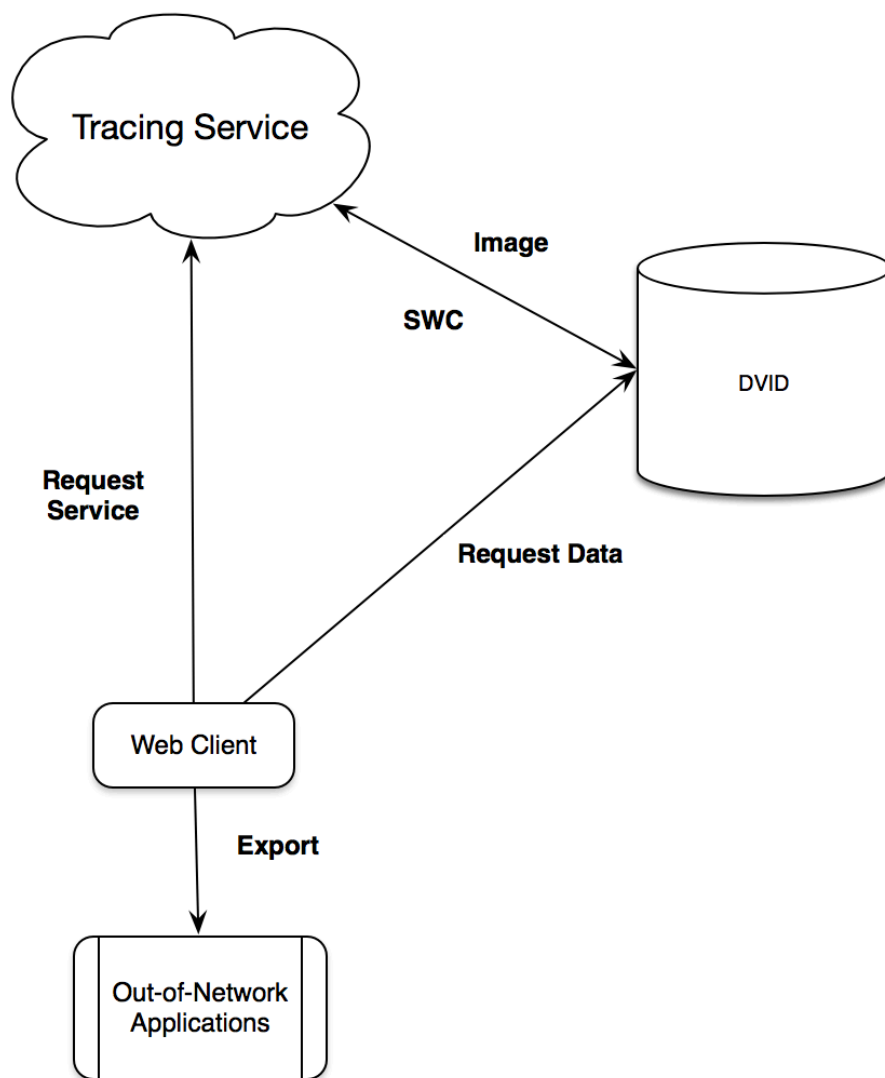 Tracing Service
Image
SWC
DVID
Request
Service
Request Data
Web Client
Export
Out-of-Network
Applications